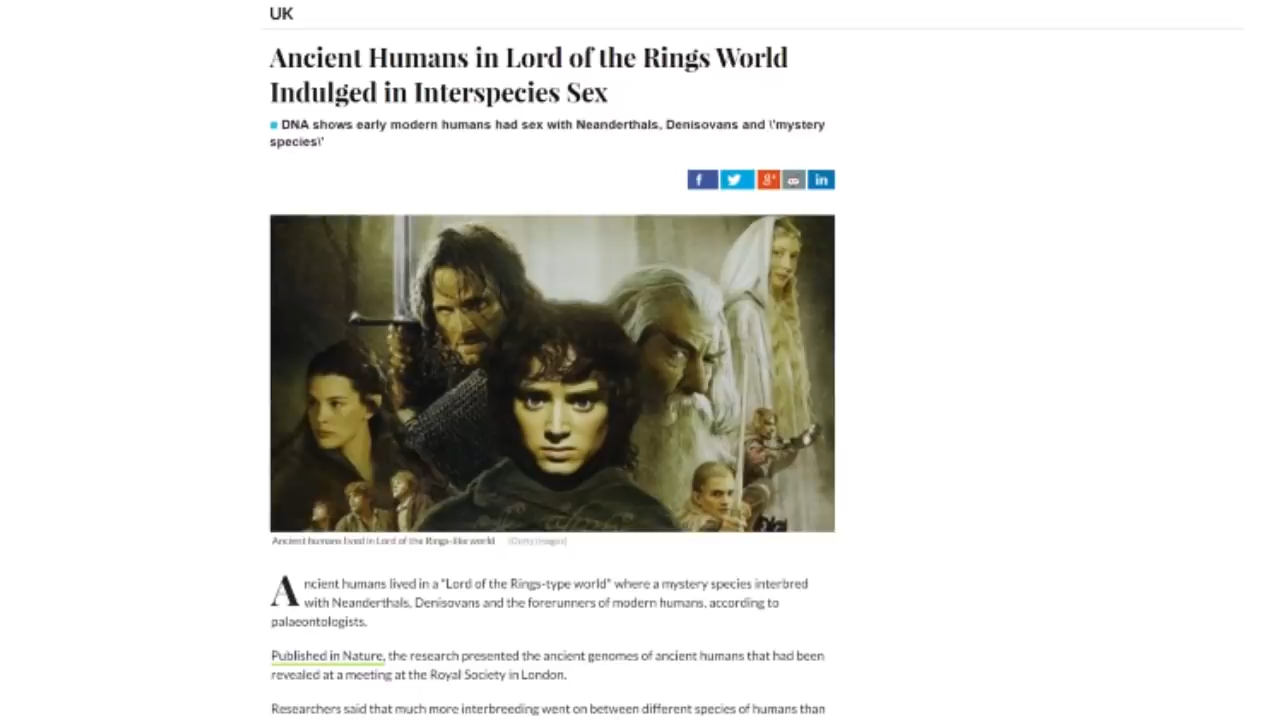 UK
Ancient Humans in Lord of the Rings World
Indulged in Interspecies Sex
DNA shows early modern humans had sex with Neanderthals, Denisovans and \'mystery
species\'
f g+ in
Ancient humans lived in Lord of the Rings-like world (Getty Images)
Ancient humans lived in a "Lord of the Rings-type world" where a mystery species interbred
with Neanderthals, Denisovans and the forerunners of modern humans, according to
palaeontologists.
Published in Nature, the research presented the ancient genomes of ancient humans that had been
revealed at a meeting at the Royal Society in London.
Researchers said that much more interbreeding went on between different species of humans than